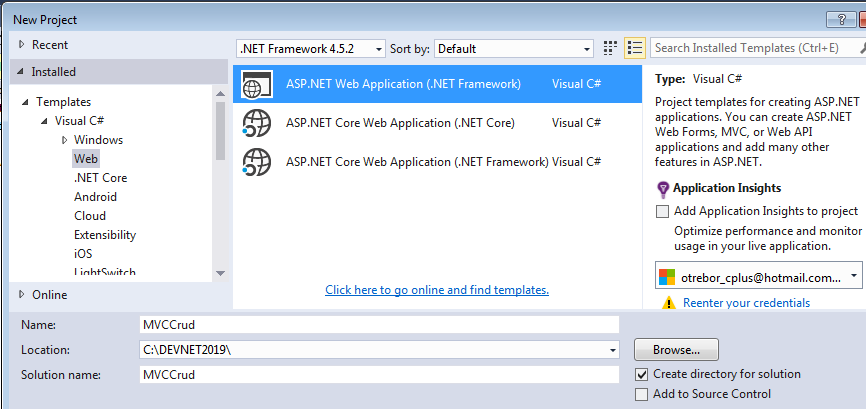 New Project
Recent
Installed
Templates
Visual C#
Windows
Web
.NET Core
Android
Cloud
Extensibility
iOS
LightSwitch
Online
.NET Framework 4.5.2
Sort by:
Default
Search Installed Templates (Ctrl+E)
ASP.NET Web Application (.NET Framework) Visual C#
ASP.NET Core Web Application (.NET Core) Visual C#
ASP.NET Core Web Application (.NET Framework) Visual C#
Click here to go online and find templates.
Type: Visual C#
Project templates for creating ASP.NET
applications. You can create ASP.NET
Web Forms, MVC, or Web API
applications and add many other
features in ASP.NET.
Application Insights
Add Application Insights to project
Optimize performance and monitor
usage in your live application.
otrebor_cplus@hotmail.com...
Reenter your credentials
Name:
MVCCrud
Location:
C:\DEVNET2019\
Browse...
Solution name:
MVCCrud
Create directory for solution
Add to Source Control